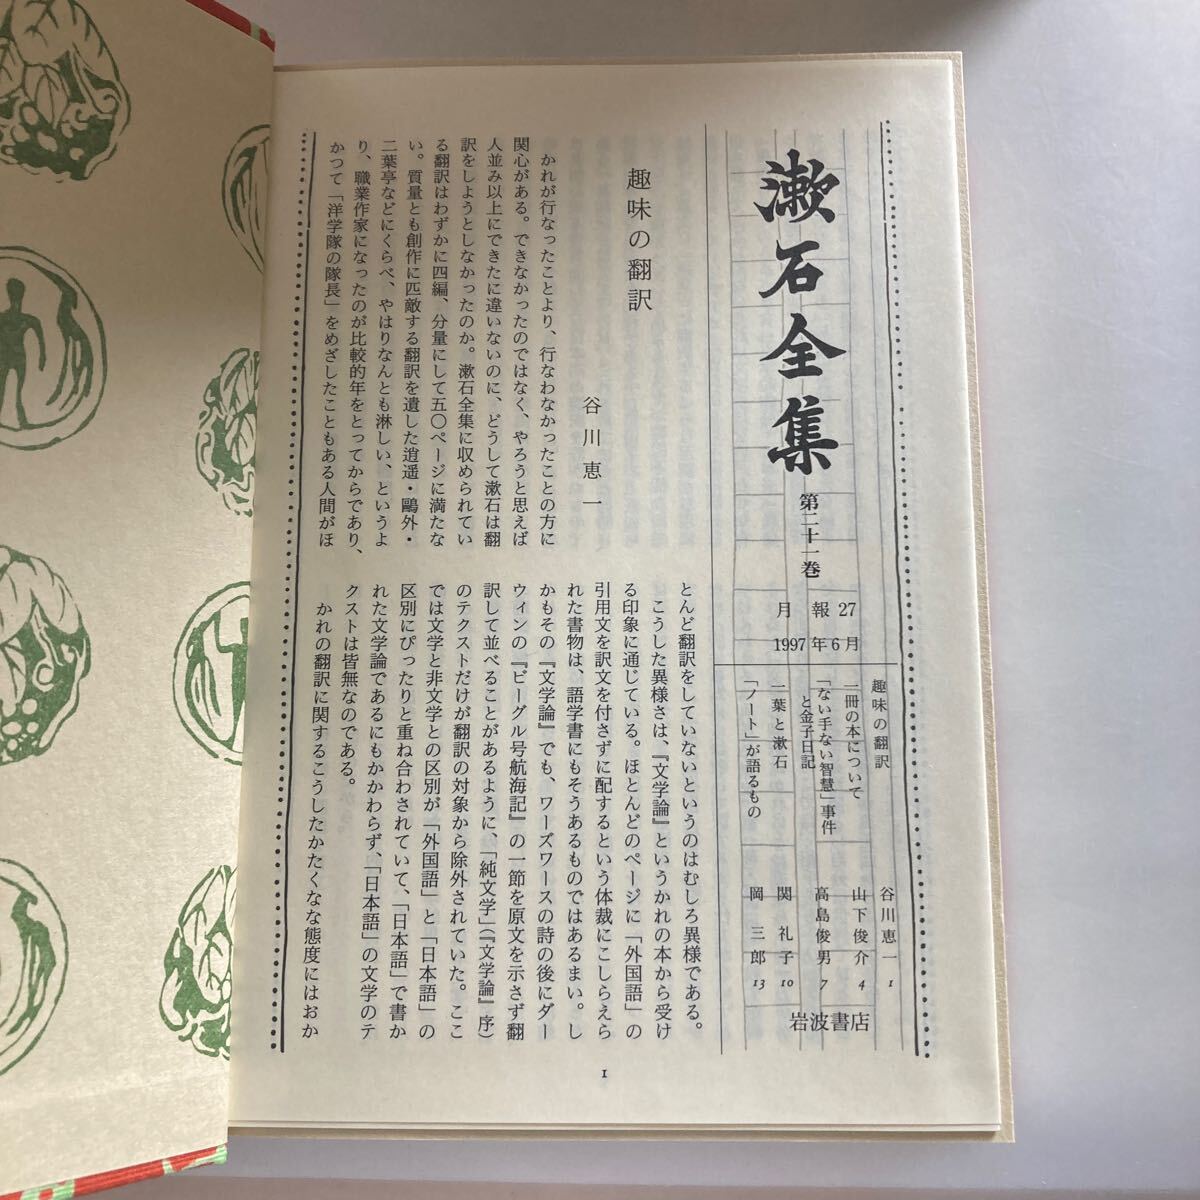 漱石全集
第二十一巻
月報27
1997年6月
趣味の翻訳 谷川恵一 1
一冊の本について 山下俊介 4
「ない手ない智慧」事件
と金子日記 高島俊男 7
一葉と漱石 関礼子 10
「ノート」が語るもの 岡三郎 13
岩波書店
趣味の翻訳
谷川恵一
かれが行なったことより、行なわなかったことの方に
関心がある。できなかったのではなく、やろうと思えば
人並み以上にできたに違いないのに、どうして漱石は翻
訳をしようとしなかったのか。漱石全集に収められてい
る翻訳はわずかに四編、分量にして五〇ページに満たな
い。質量とも創作に匹敵する翻訳を遺した逍遥・鷗外・
二葉亭などにくらべ、やはりなんとも淋しい、というよ
り、職業作家になったのが比較的年をとってからであり、
かつて「洋学隊の隊長」をめざしたこともある人間がほ
とんど翻訳をしていないというのはむしろ異様である。
こうした異様さは、『文学論』というかれの本から受け
る印象に通じている。ほとんどのページに「外国語」の
引用文を訳文を付さずに配するという体裁にこしらえら
れた書物は、語学書にもそうあるものではあるまい。し
かもその『文学論』でも、ワーズワースの詩の後にダー
ウィンの『ビーグル号航海記』の一節を原文を示さず翻
訳して並べることがあるように、「純文学」(『文学論』序)
のテクストだけが翻訳の対象から除外されていた。ここ
では文学と非文学との区別が「外国語」と「日本語」の
区別にぴったりと重ね合わされていて、「日本語」で書か
れた文学論であるにもかかわらず、「日本語」の文学のテ
クストは皆無なのである。
かれの翻訳に関するこうしたかたくなな態度にはおか
1